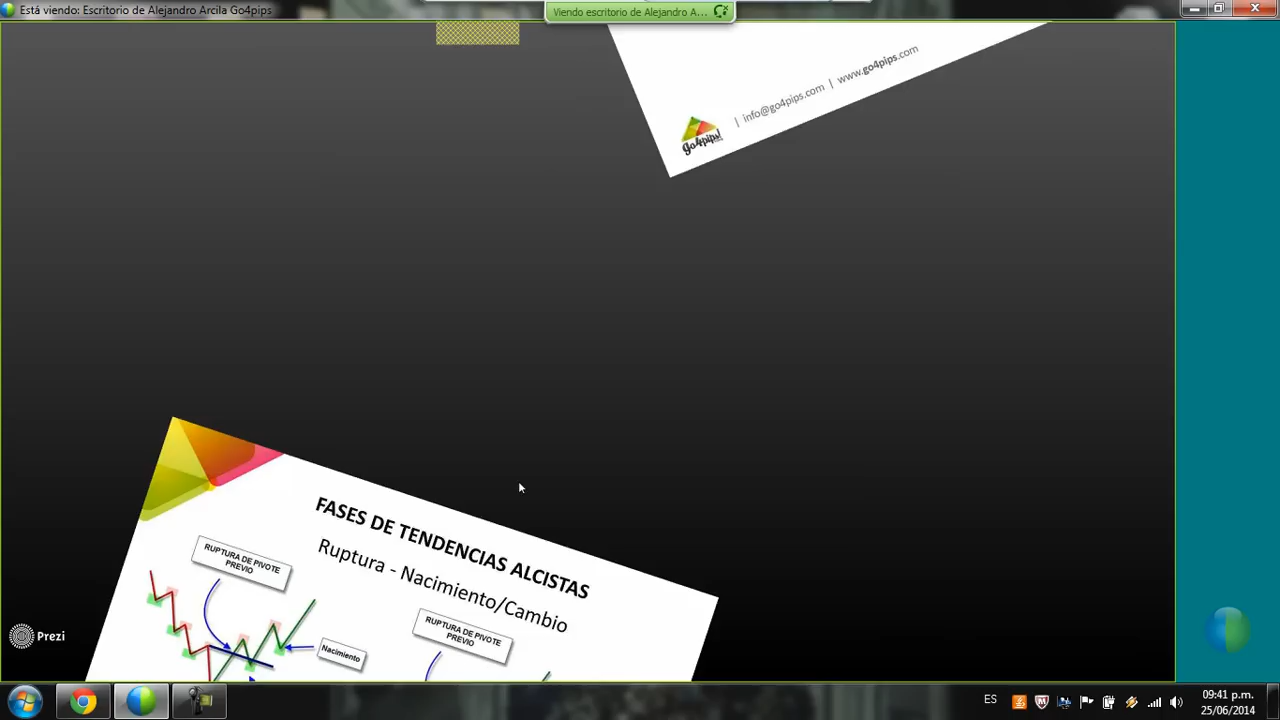 Está viendo: Escritorio de Alejandro Arcila Go4pips
Viendo escritorio de Alejandro A...
| info@go4pips.com | www.go4pips.com
go4pips!
FASES DE TENDENCIAS ALCISTAS
Ruptura - Nacimiento/Cambio
RUPTURA DE PIVOTE
PREVIO
RUPTURA DE PIVOTE
PREVIO
Nacimiento
Prezi
ES
09:41 p.m.
25/06/2014